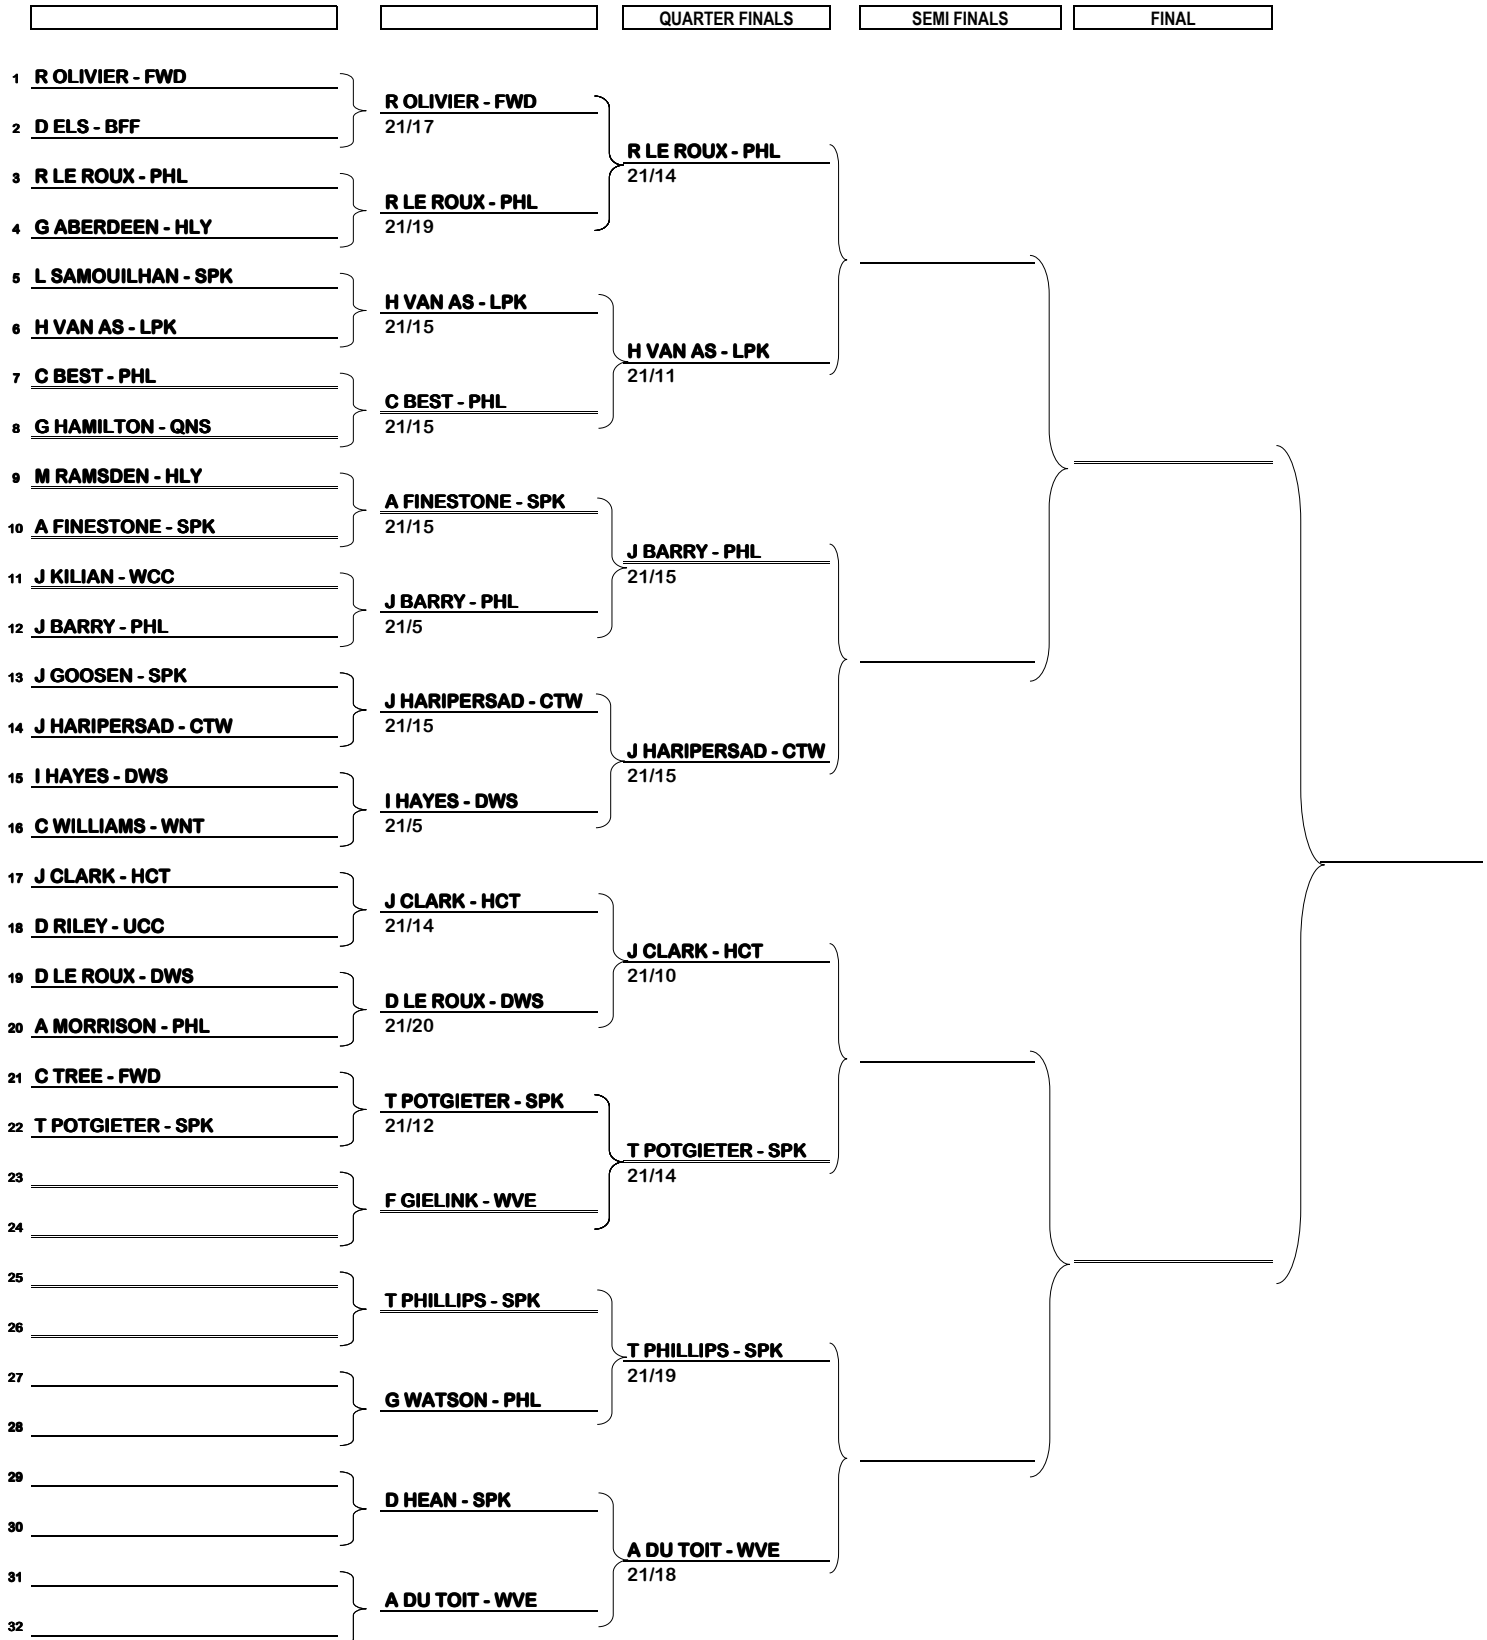 QUARTER FINALS
SEMI FINALS
FINAL
1 R OLIVIER - FWD
R OLIVIER - FWD
2 D ELS - BFF
21/17
R LE ROUX - PHL
3 R LE ROUX - PHL
21/14
R LE ROUX - PHL
4 G ABERDEEN - HLY
21/19
5 L SAMOUILHAN - SPK
H VAN AS - LPK
6 H VAN AS - LPK
21/15
H VAN AS - LPK
7 C BEST - PHL
21/11
C BEST - PHL
8 G HAMILTON - QNS
21/15
9 M RAMSDEN - HLY
A FINESTONE - SPK
10 A FINESTONE - SPK
21/15
J BARRY - PHL
11 J KILIAN - WCC
21/15
J BARRY - PHL
12 J BARRY - PHL
21/5
13 J GOOSEN - SPK
J HARIPERSAD - CTW
14 J HARIPERSAD - CTW
21/15
J HARIPERSAD - CTW
15 I HAYES - DWS
21/15
I HAYES - DWS
16 C WILLIAMS - WNT
21/5
17 J CLARK - HCT
J CLARK - HCT
18 D RILEY - UCC
21/14
J CLARK - HCT
19 D LE ROUX - DWS
21/10
D LE ROUX - DWS
20 A MORRISON - PHL
21/20
21 C TREE - FWD
T POTGIETER - SPK
22 T POTGIETER - SPK
21/12
T POTGIETER - SPK
23
21/14
F GIELINK - WVE
24
25
T PHILLIPS - SPK
26
T PHILLIPS - SPK
27
21/19
G WATSON - PHL
28
29
D HEAN - SPK
30
A DU TOIT - WVE
31
21/18
A DU TOIT - WVE
32